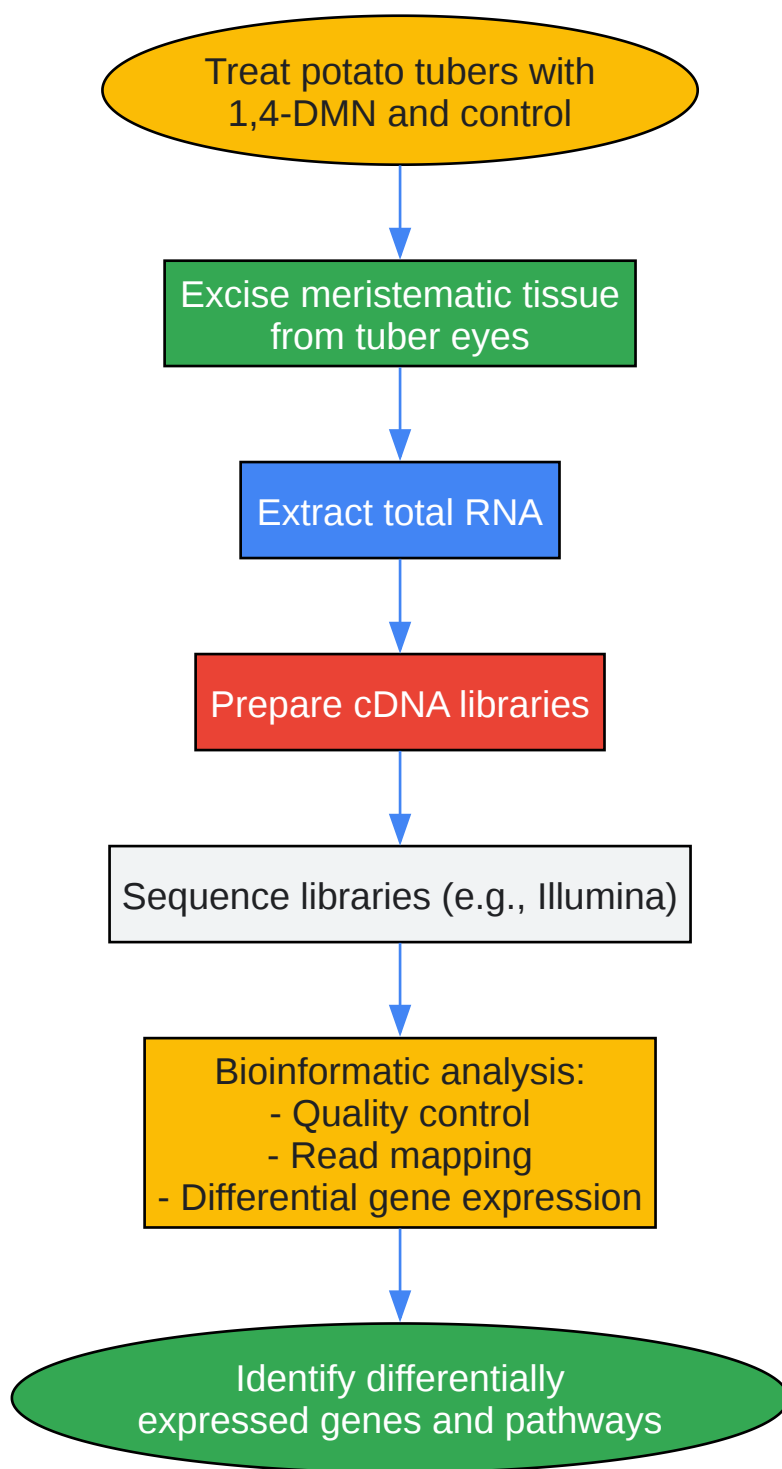 Treat potato tubers with
1,4-DMN and control
Excise meristematic tissue
from tuber eyes
Extract total RNA
Prepare cDNA libraries
Sequence libraries (e.g., Illumina)
Bioinformatic analysis:
- Quality control
- Read mapping
- Differential gene expression
Identify differentially
expressed genes and pathways